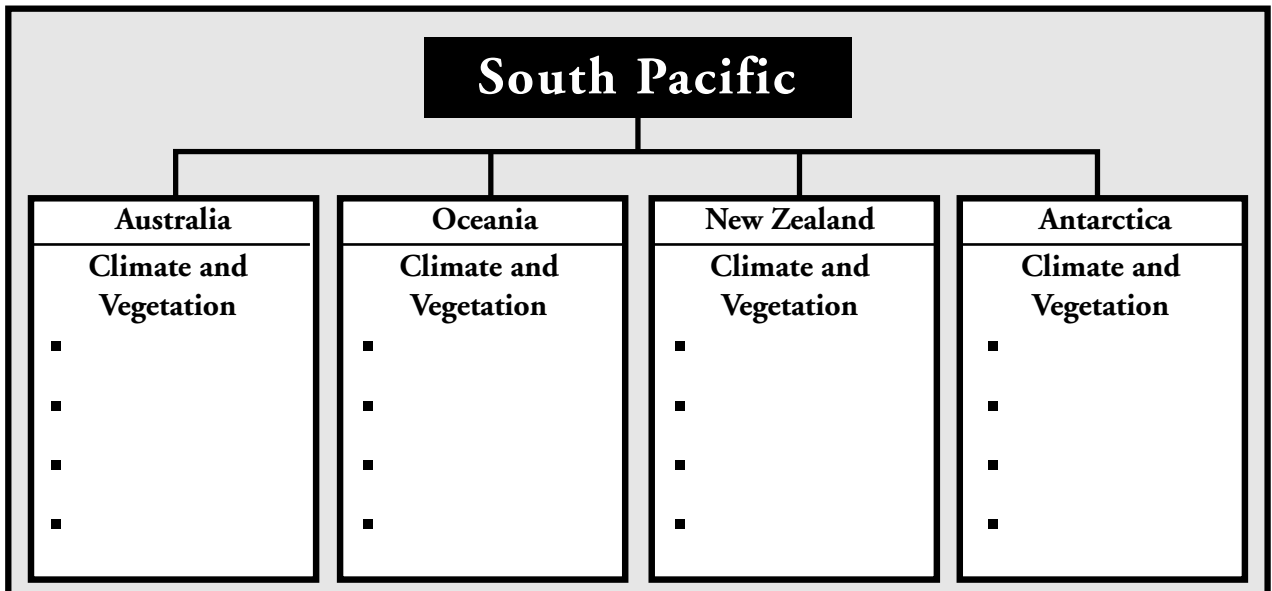 South Pacific
Australia
Climate and
Vegetation
Oceania
Climate and
Vegetation
New Zealand
Climate and
Vegetation
Antarctica
Climate and
Vegetation